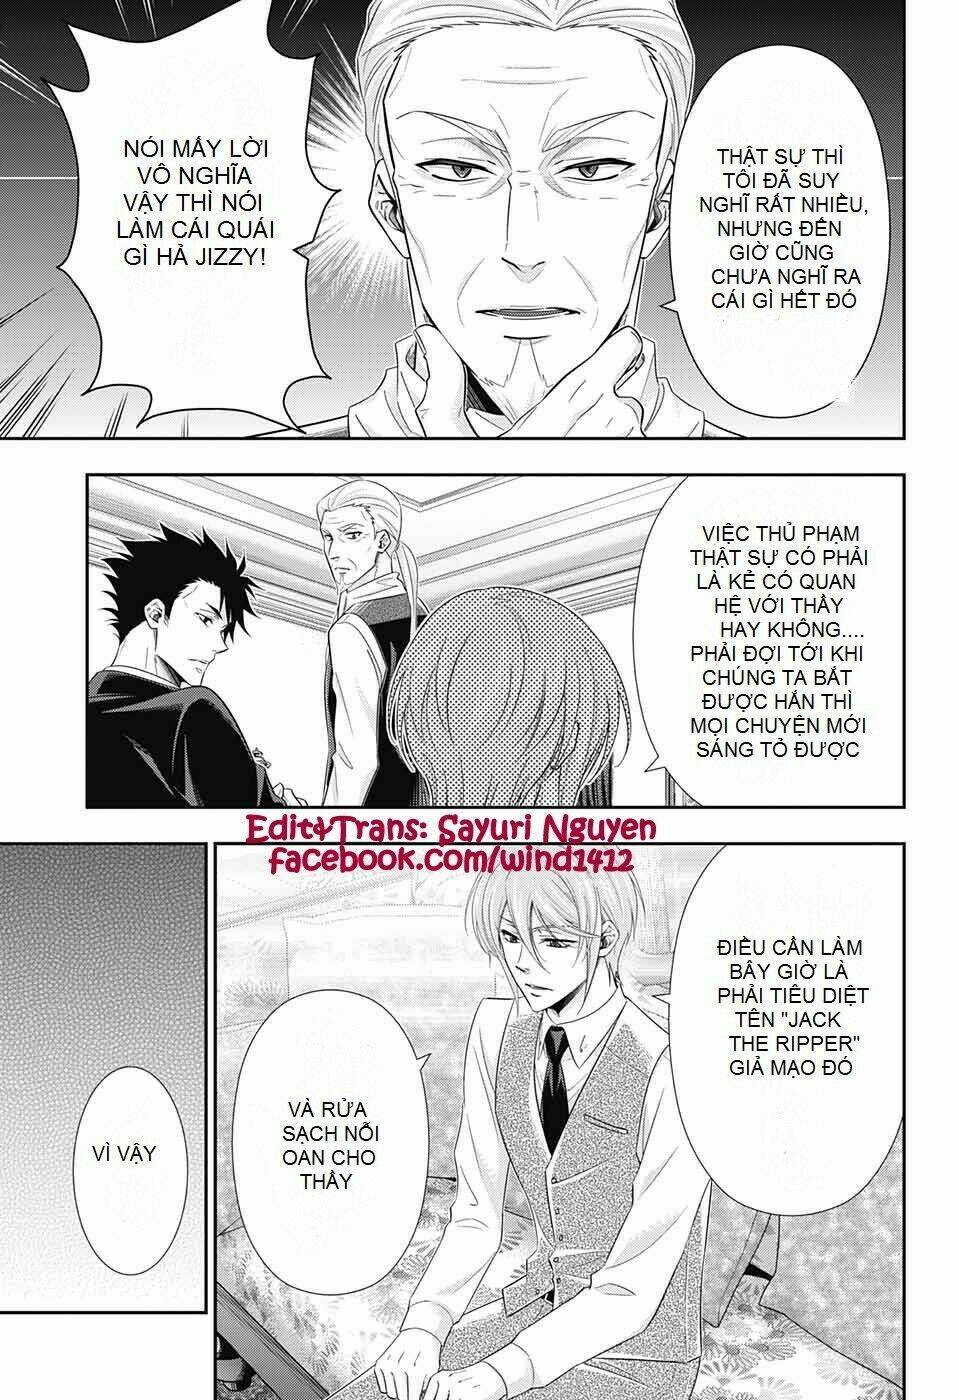 THẬT SỰ THÌ
TÔI ĐÃ SUY
NGHĨ RẤT NHIỀU,
NHƯNG ĐẾN
GIỜ CŨNG
CHƯA NGHĨ RA
CÁI GÌ HẾT ĐÓ
NÓI MẤY LỜI
VÔ NGHĨA
VẬY THÌ NÓI
LÀM CÁI QUÁI
GÌ HẢ JIZZY!
VIỆC THỦ PHẠM
THẬT SỰ CÓ PHẢI
LÀ KẺ CÓ QUAN
HỆ VỚI THẦY
HAY KHÔNG....
PHẢI ĐỢI TỚI KHI
CHÚNG TA BẮT
ĐƯỢC HẮN THÌ
MỌI CHUYỆN MỚI
SÁNG TỎ ĐƯỢC
Edit&Trans: Sayuri Nguyen
facebook.com/wind1412
ĐIỀU CẦN LÀM
BÂY GIỜ LÀ
PHẢI TIÊU DIỆT
TÊN "JACK
THE RIPPER"
GIẢ MẠO ĐÓ
VÀ RỬA
SẠCH NỖI
OAN CHO
THẦY
VÌ VẬY